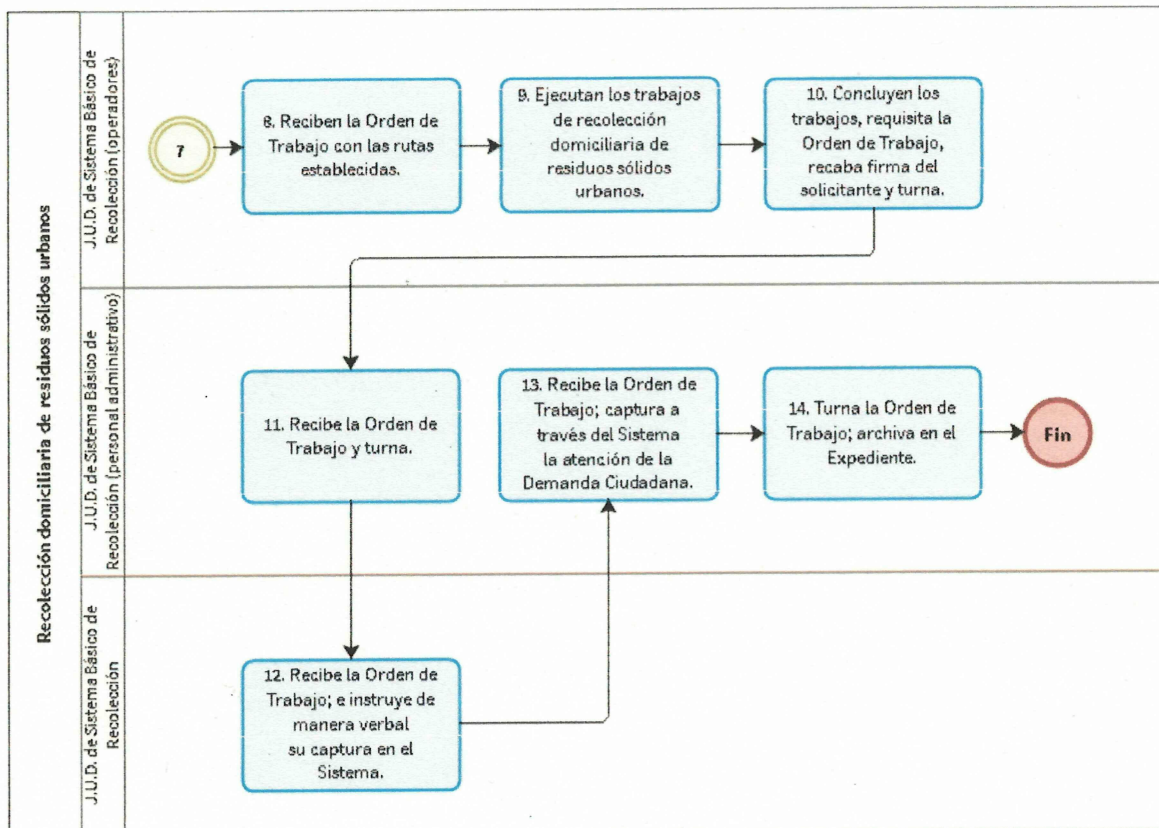 Recolección domiciliaria de residuos sólidos urbanos
J.U.D. de Sistema Básico de
Recolección (operadores)
7
8. Reciben la Orden de
Trabajo con las rutas
establecidas.
9. Ejecutan los trabajos
de recolección
domiciliaria de
residuos sólidos
urbanos.
10. Concluyen los
trabajos, requisita la
Orden de Trabajo,
recaba firma del
solicitante y turna.
J.U.D. de Sistema Básico de
Recolección (personal administrativo)
11. Recibe la Orden de
Trabajo y turna.
13. Recibe la Orden de
Trabajo; captura a
través del Sistema
la atención de la
Demanda Ciudadana.
14. Turna la Orden de
Trabajo; archiva en el
Expediente.
Fin
J.U.D. de Sistema Básico de
Recolección
12. Recibe la Orden de
Trabajo; e instruye de
manera verbal
su captura en el
Sistema.